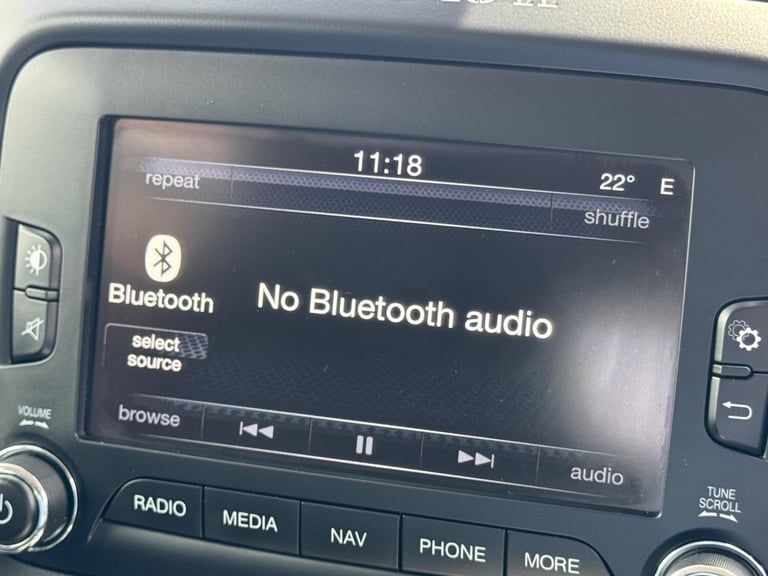 11:18
22° E
repeat
shuffle
Bluetooth
No Bluetooth audio
select
source
browse
audio
VOLUME
TUNE
SCROLL
RADIO
MEDIA
NAV
PHONE
MORE